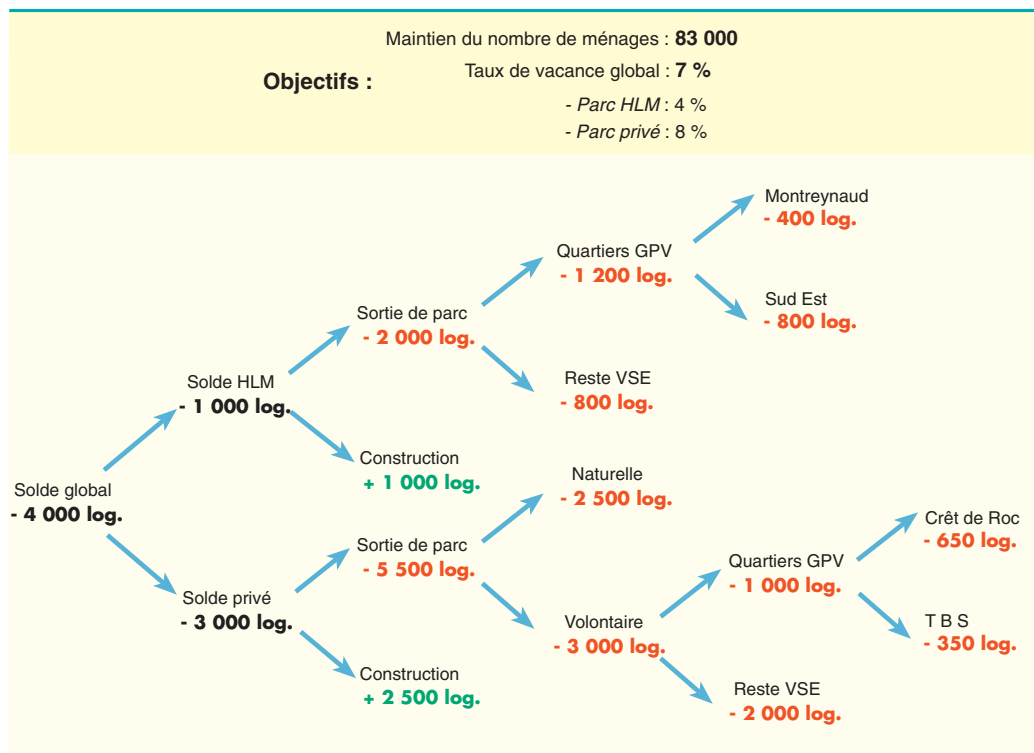 Maintien du nombre de ménages : 83 000
Objectifs :
Taux de vacance global : 7 %
- Parc HLM : 4 %
- Parc privé : 8 %
Montreynaud
- 400 log.
Quartiers GPV
- 1 200 log.
Sud Est
- 800 log.
Sortie de parc
- 2 000 log.
Reste VSE
- 800 log.
Solde HLM
- 1 000 log.
Construction
+ 1 000 log.
Solde global
- 4 000 log.
Naturelle
- 2 500 log.
Sortie de parc
- 5 500 log.
Crêt de Roc
- 650 log.
Quartiers GPV
- 1 000 log.
T B S
- 350 log.
Solde privé
- 3 000 log.
Volontaire
- 3 000 log.
Construction
+ 2 500 log.
Reste VSE
- 2 000 log.